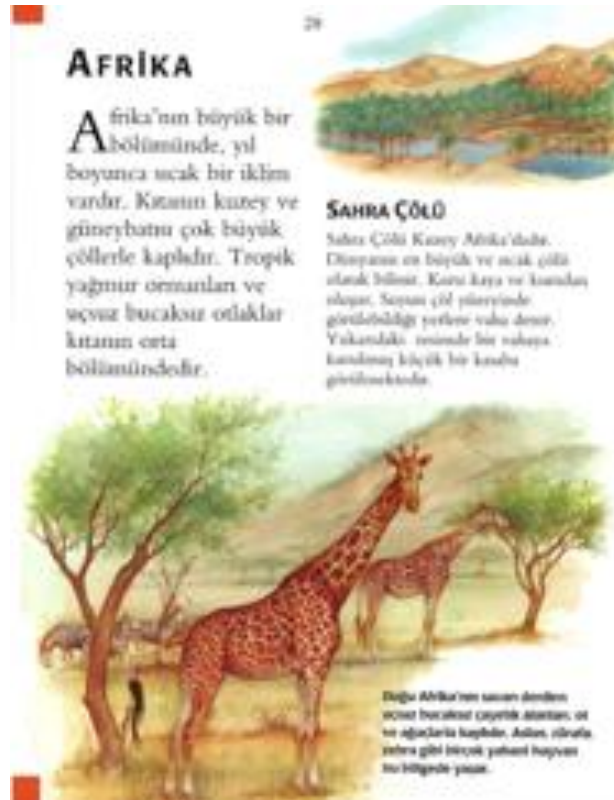 28
AFRİKA
Afrika'nın büyük bir
bölümünde, yıl
boyunca sıcak bir iklim
vardır. Kıtanın kuzey ve
güneybatısı çok büyük
çöllerle kaplıdır. Tropik
yağmur ormanları ve
uçsuz bucaksız otlaklar
kıtanın orta
bölümündedir.
SAHRA ÇÖLÜ
Sahra Çölü Kuzey Afrika'dadır.
Dünyanın en büyük ve sıcak çölü
olarak bilinir. Kuru kaya ve kumdan
oluşur. Suyun çöl yüzeyinde
görülebildiği yerlere vaha denir.
Yukarıdaki resimde bir vahaya
kurulmuş küçük bir kasaba
görülmektedir.
Doğu Afrika'nın savan denilen
uçsuz bucaksız çayırlık alanları, ot
ve ağaçlarla kaplıdır. Aslan, zürafa,
zebra gibi birçok yabani hayvan
bu bölgede yaşar.